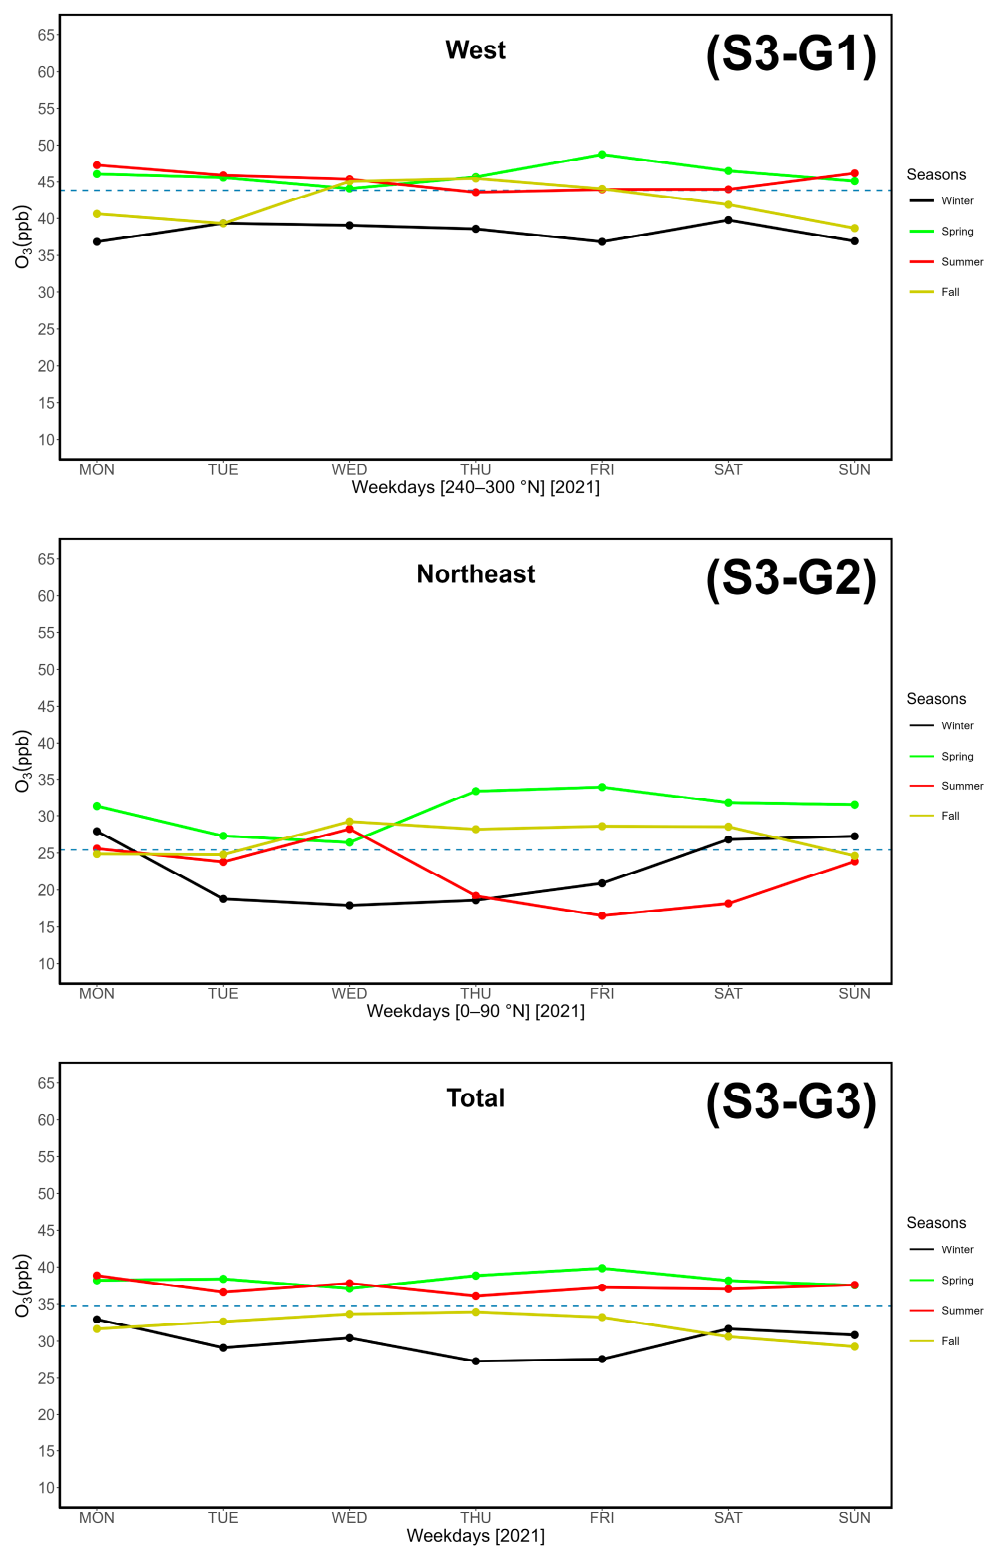 West
(S3-G1)
65
60
55
50
45
40
35
30
25
20
15
10
O₃(ppb)
MON TUE WED THU FRI SAT SUN
Weekdays [240–300 °N] [2021]
Seasons
Winter
Spring
Summer
Fall
Northeast
(S3-G2)
65
60
55
50
45
40
35
30
25
20
15
10
O₃(ppb)
MON TUE WED THU FRI SAT SUN
Weekdays [0–90 °N] [2021]
Seasons
Winter
Spring
Summer
Fall
Total
(S3-G3)
65
60
55
50
45
40
35
30
25
20
15
10
O₃(ppb)
MON TUE WED THU FRI SAT SUN
Weekdays [2021]
Seasons
Winter
Spring
Summer
Fall